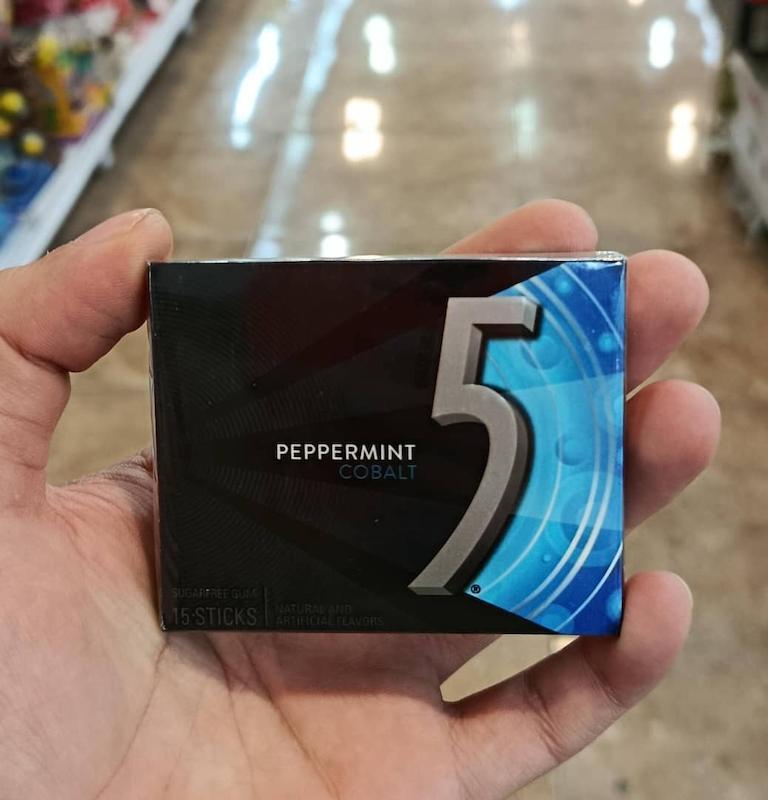 5
PEPPERMINT
COBALT
®
SUGARFREE GUM
15 STICKS
NATURAL AND
ARTIFICIAL FLAVORS